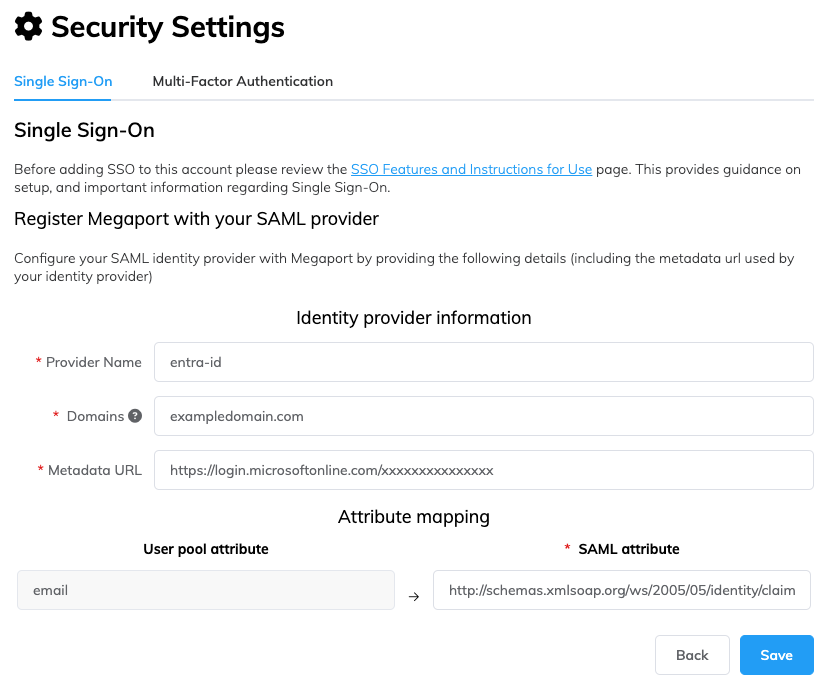 Security Settings
Single Sign-On Multi-Factor Authentication
Single Sign-On
Before adding SSO to this account please review the SSO Features and Instructions for Use page. This provides guidance on
setup, and important information regarding Single Sign-On.
Register Megaport with your SAML provider
Configure your SAML identity provider with Megaport by providing the following details (including the metadata url used by
your identity provider)
Identity provider information
* Provider Name entra-id
* Domains ? exampledomain.com
* Metadata URL https://login.microsoftonline.com/xxxxxxxxxxxxxxx
Attribute mapping
User pool attribute * SAML attribute
email → http://schemas.xmlsoap.org/ws/2005/05/identity/claim
Back Save